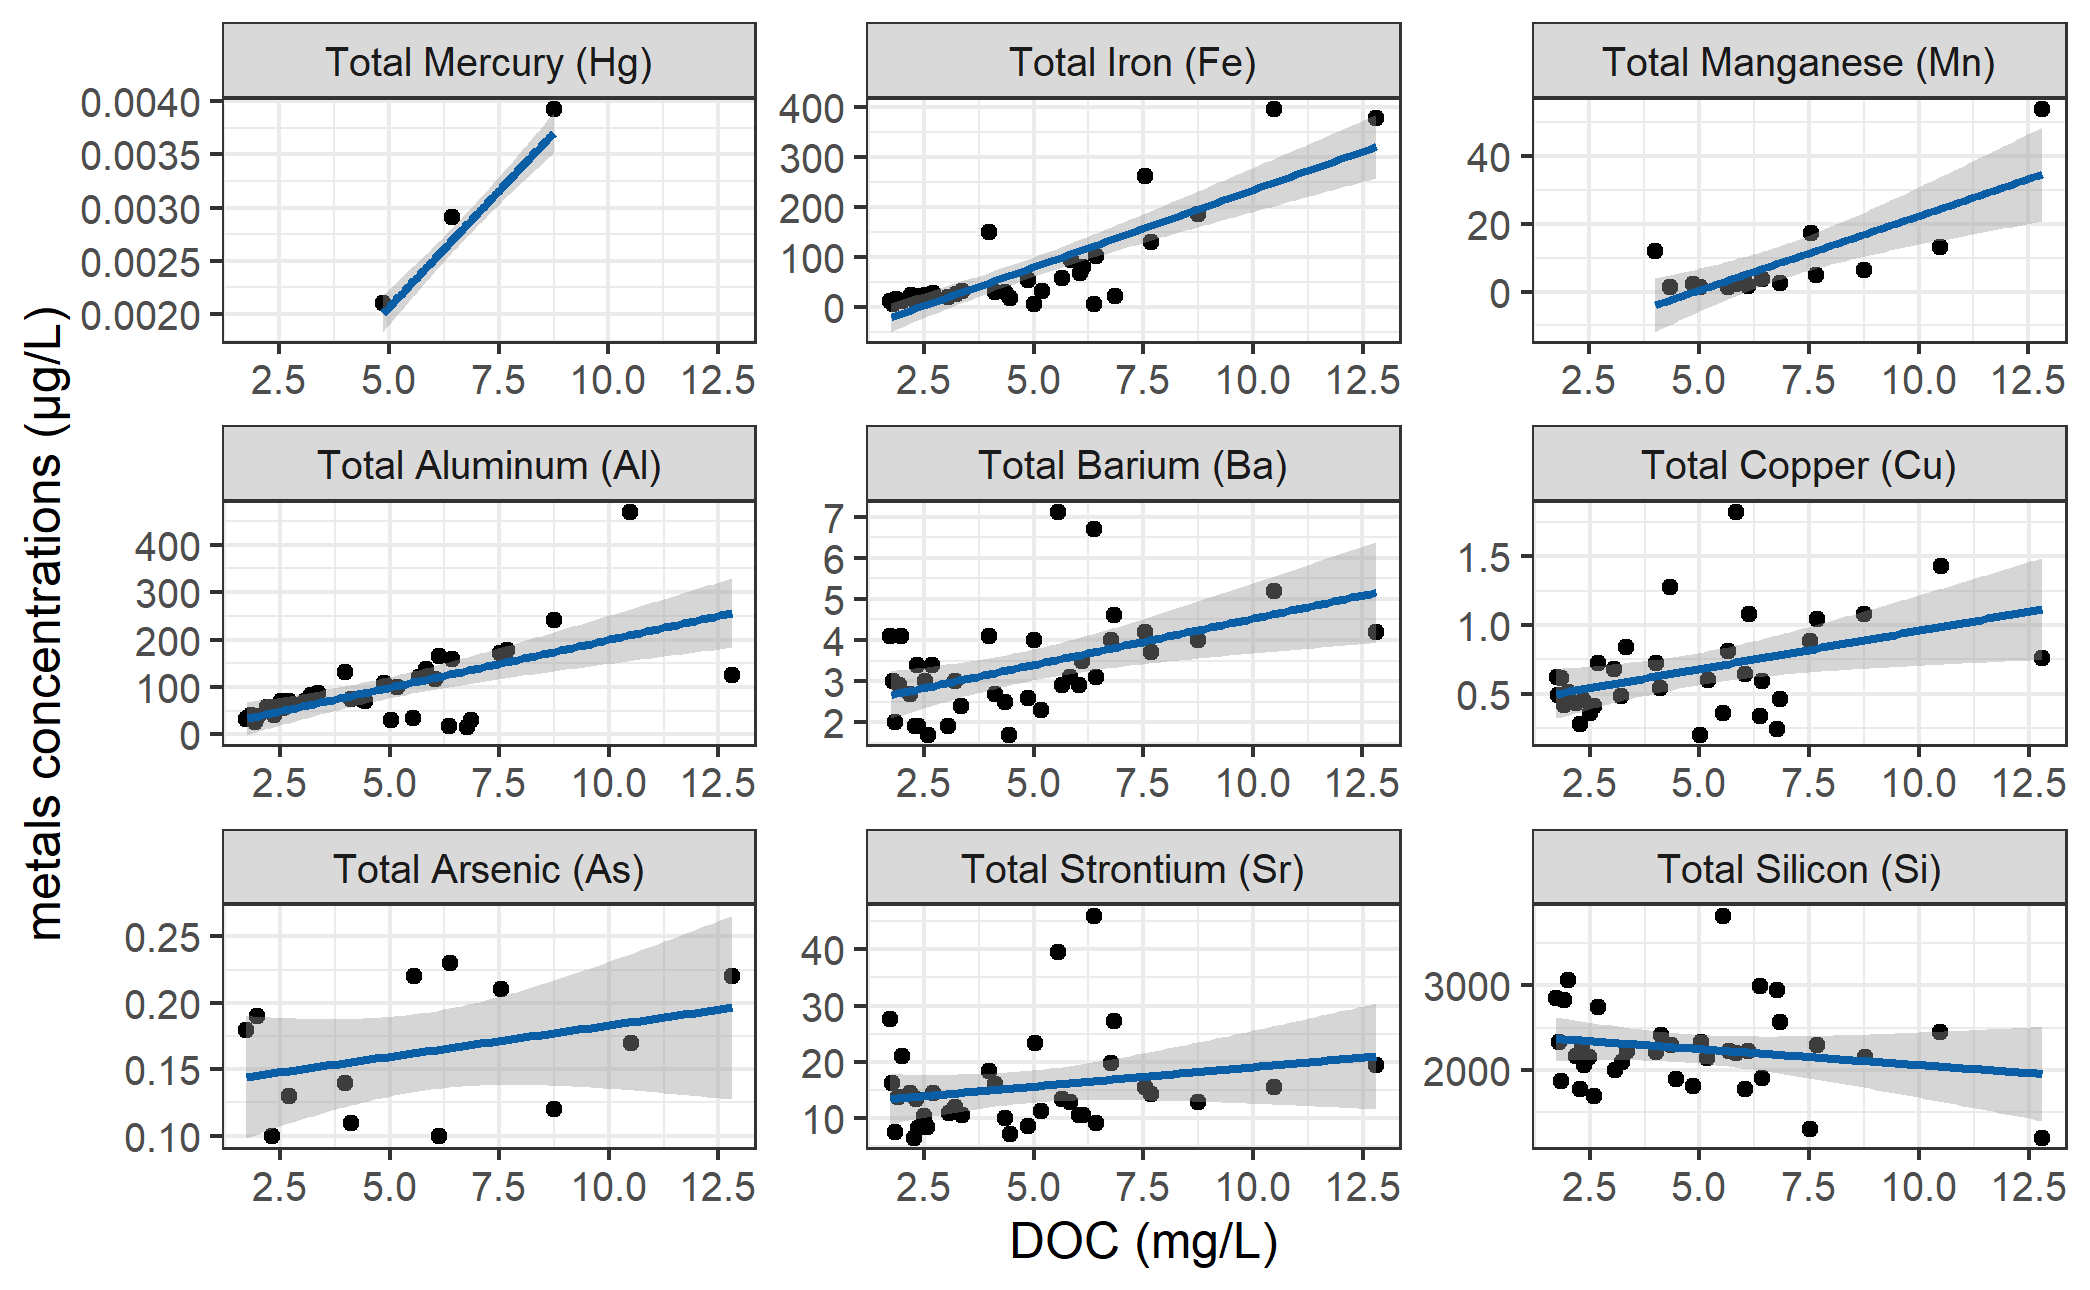 Total Mercury (Hg)
0.0040
0.0035
0.0030
0.0025
0.0020
2.5 5.0 7.5 10.0 12.5
Total Iron (Fe)
400
300
200
100
0
2.5 5.0 7.5 10.0 12.5
Total Manganese (Mn)
40
20
0
2.5 5.0 7.5 10.0 12.5
Total Aluminum (Al)
400
300
200
100
0
2.5 5.0 7.5 10.0 12.5
Total Barium (Ba)
7
6
5
4
3
2
2.5 5.0 7.5 10.0 12.5
Total Copper (Cu)
1.5
1.0
0.5
2.5 5.0 7.5 10.0 12.5
Total Arsenic (As)
0.25
0.20
0.15
0.10
2.5 5.0 7.5 10.0 12.5
Total Strontium (Sr)
40
30
20
10
2.5 5.0 7.5 10.0 12.5
Total Silicon (Si)
3000
2000
2.5 5.0 7.5 10.0 12.5
metals concentrations (µg/L)
DOC (mg/L)